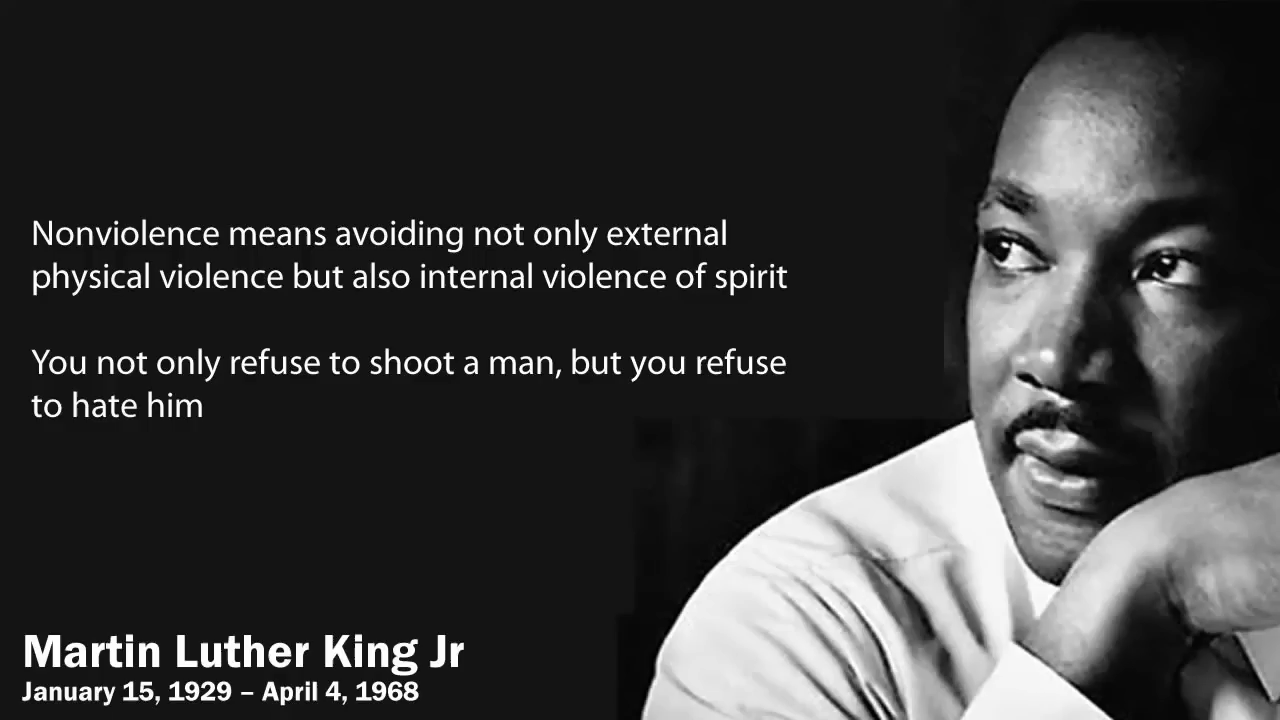 Nonviolence means avoiding not only external
physical violence but also internal violence of spirit
You not only refuse to shoot a man, but you refuse
to hate him
Martin Luther King Jr
January 15, 1929 – April 4, 1968